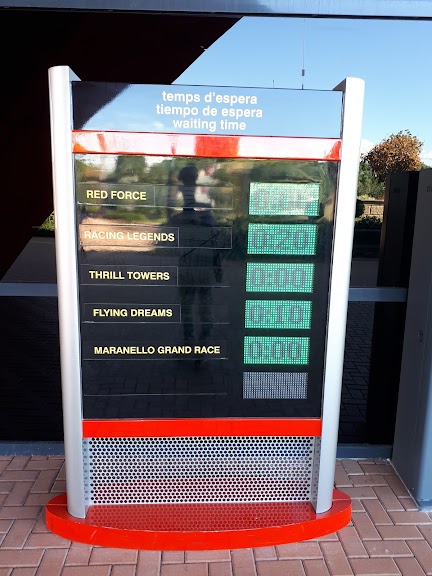 temps d'espera
tiempo de espera
waiting time
RED FORCE
RACING LEGENDS 0:20
THRILL TOWERS 0:00
FLYING DREAMS 0:10
MARANELLO GRAND RACE 0:00